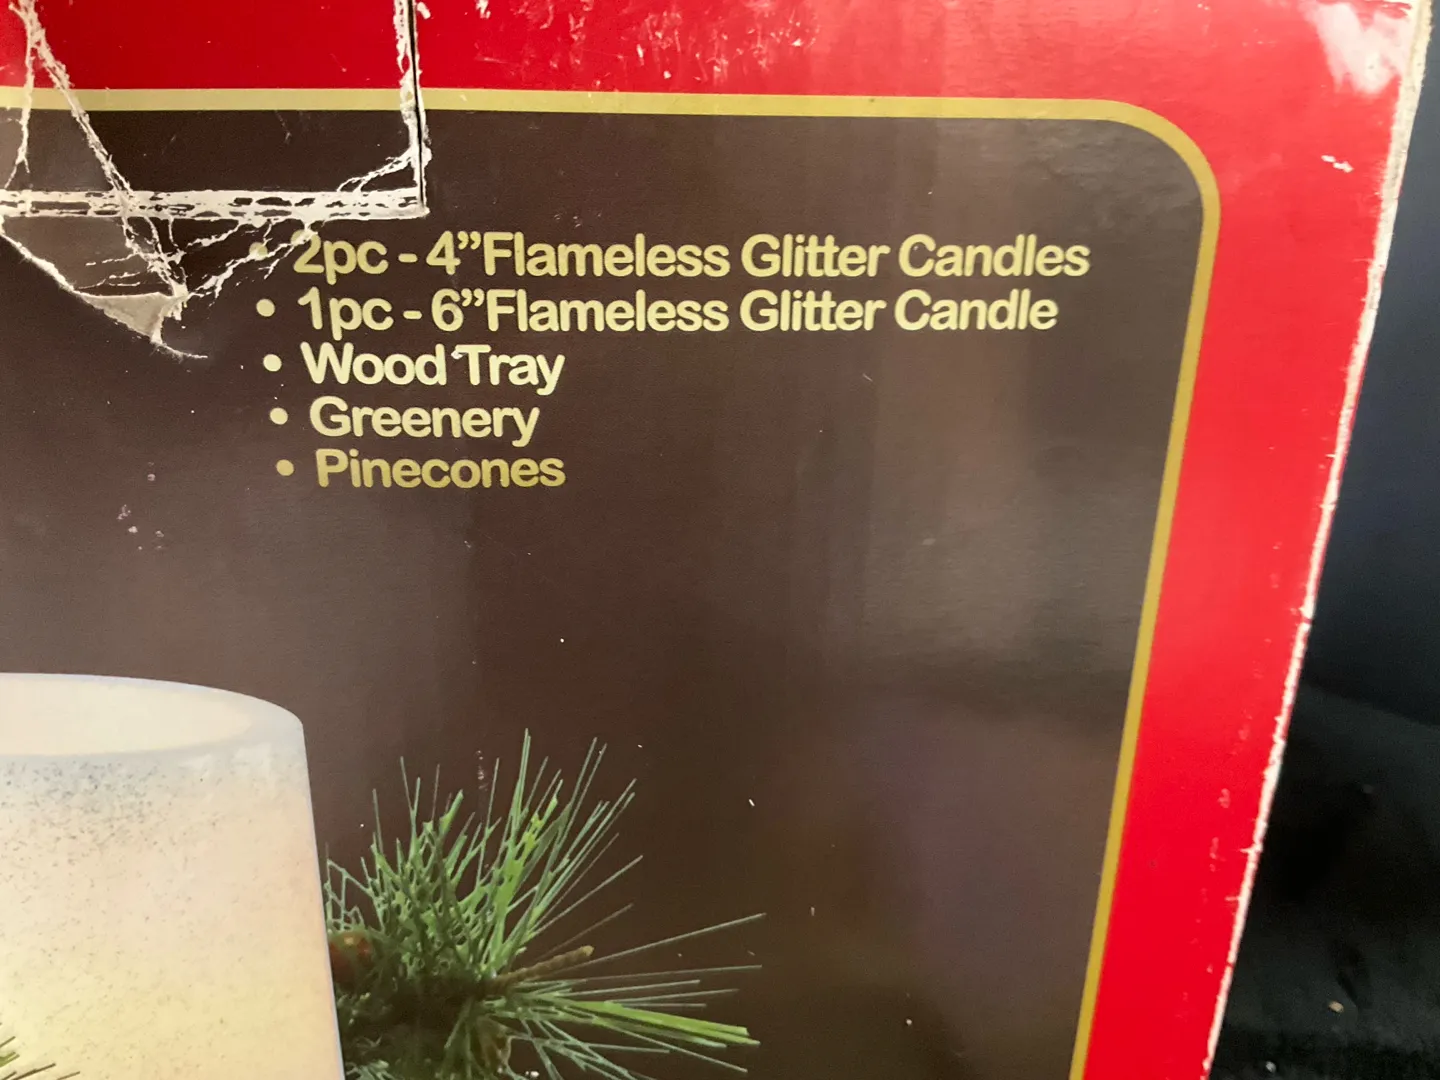 • 2pc - 4”Flameless Glitter Candles
• 1pc - 6”Flameless Glitter Candle
• Wood Tray
• Greenery
• Pinecones